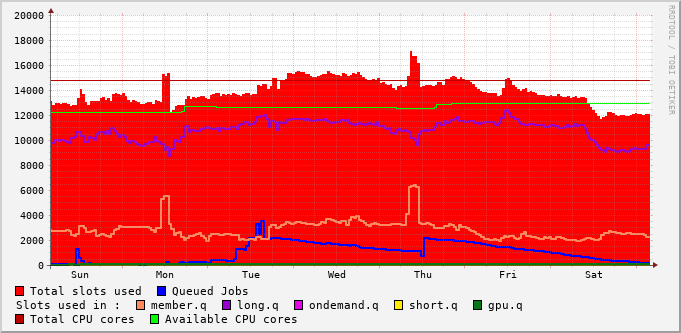 20000
18000
16000
14000
12000
10000
8000
6000
4000
2000
0
Sun Mon Tue Wed Thu Fri Sat
RRDTOOL / TOBI OETIKER
Total slots used Queued Jobs
Slots used in : member.q long.q ondemand.q short.q gpu.q
Total CPU cores Available CPU cores